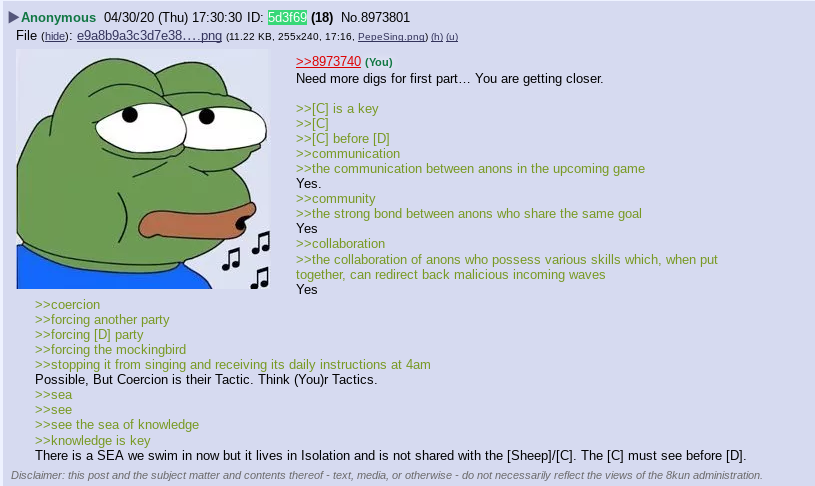 ▶Anonymous 04/30/20 (Thu) 17:30:30 ID: 5d3f69 (18) No.8973801
File (hide): e9a8b9a3c3d7e38….png (11.22 KB, 255x240, 17:16, PepeSing.png) (h) (u)
>>8973740 (You)
Need more digs for first part… You are getting closer.
>>[C] is a key
>>[C]
>>[C] before [D]
>>communication
>>the communication between anons in the upcoming game
Yes.
>>community
>>the strong bond between anons who share the same goal
Yes
>>collaboration
>>the collaboration of anons who possess various skills which, when put
together, can redirect back malicious incoming waves
Yes
>>coercion
>>forcing another party
>>forcing [D] party
>>forcing the mockingbird
>>stopping it from singing and receiving its daily instructions at 4am
Possible, But Coercion is their Tactic. Think (You)r Tactics.
>>sea
>>see
>>see the sea of knowledge
>>knowledge is key
There is a SEA we swim in now but it lives in Isolation and is not shared with the [Sheep]/[C]. The [C] must see before [D].
Disclaimer: this post and the subject matter and contents thereof - text, media, or otherwise - do not necessarily reflect the views of the 8kun administration.